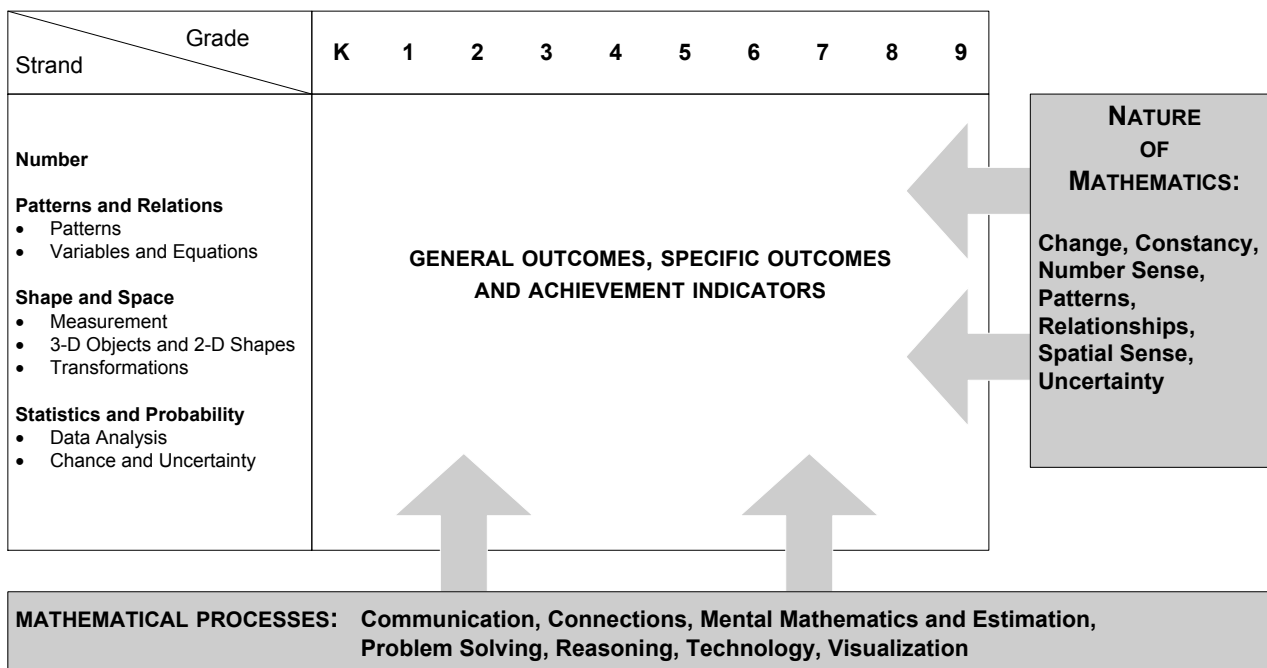 Grade
Strand
K 1 2 3 4 5 6 7 8 9
Number
Patterns and Relations
• Patterns
• Variables and Equations
Shape and Space
• Measurement
• 3-D Objects and 2-D Shapes
• Transformations
Statistics and Probability
• Data Analysis
• Chance and Uncertainty
GENERAL OUTCOMES, SPECIFIC OUTCOMES
AND ACHIEVEMENT INDICATORS
NATURE
OF
MATHEMATICS:
Change, Constancy,
Number Sense,
Patterns,
Relationships,
Spatial Sense,
Uncertainty
MATHEMATICAL PROCESSES: Communication, Connections, Mental Mathematics and Estimation,
Problem Solving, Reasoning, Technology, Visualization